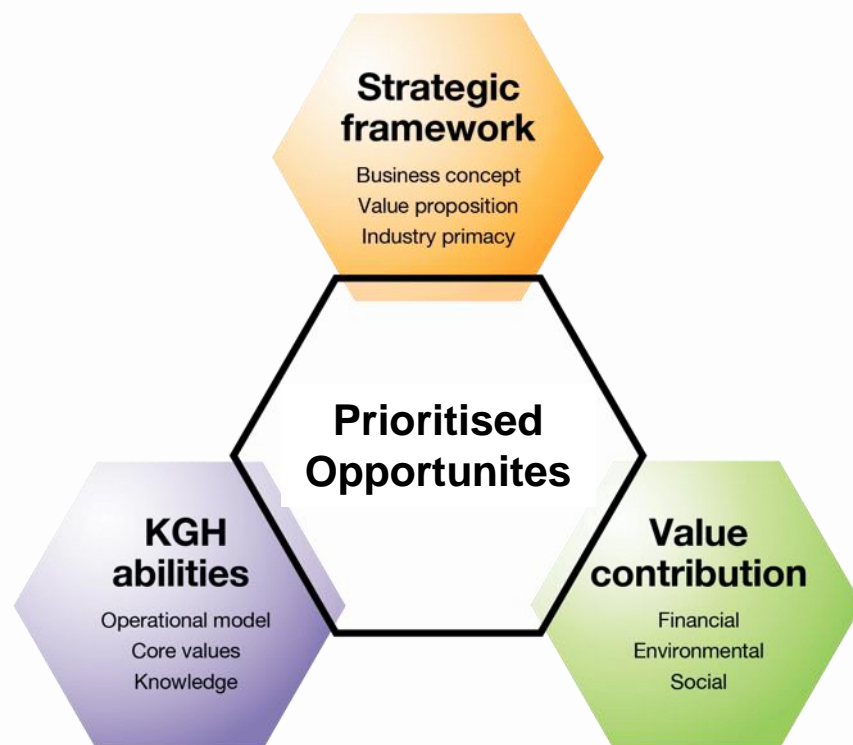 Strategic
framework
Business concept
Value proposition
Industry primacy
Prioritised
Opportunites
KGH
abilities
Operational model
Core values
Knowledge
Value
contribution
Financial
Environmental
Social